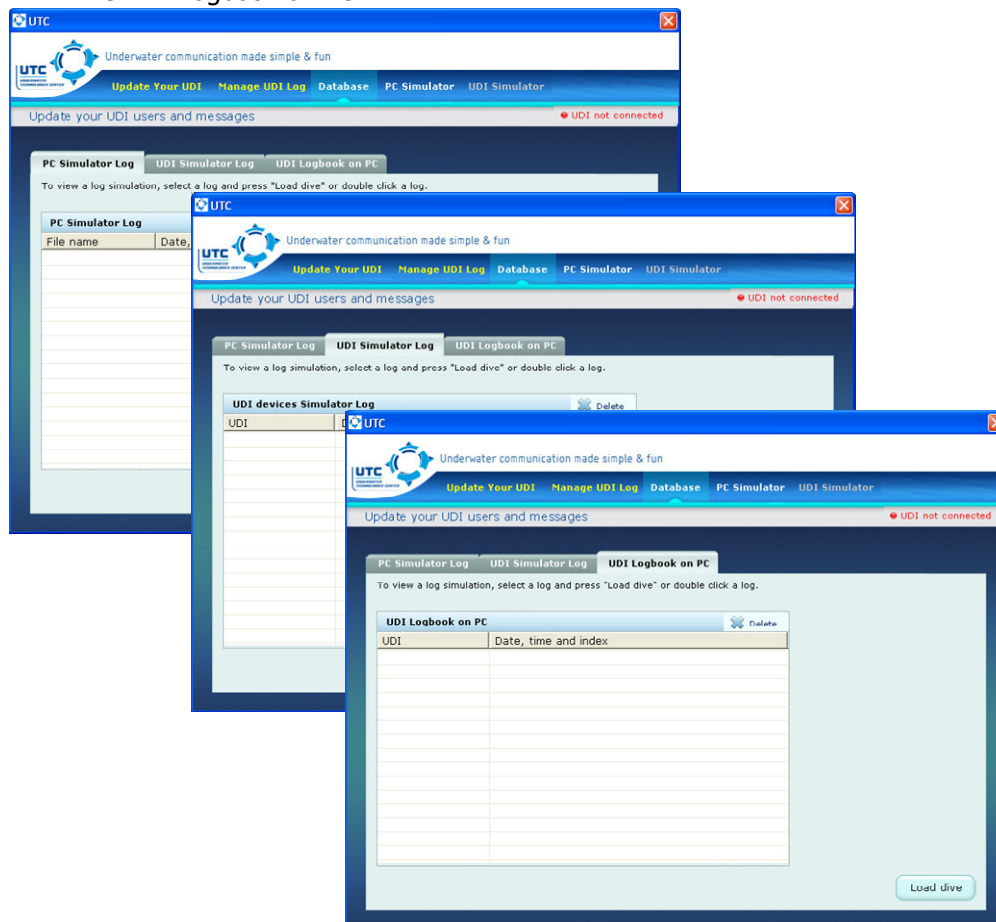 UTC
Underwater communication made simple & fun
UTC
Update Your UDI Manage UDI Log Database PC Simulator UDI Simulator
Update your UDI users and messages UDI not connected
PC Simulator Log UDI Simulator Log UDI Logbook on PC
To view a log simulation, select a log and press "Load dive" or double click a log.
PC Simulator Log
File name Date,
UTC
Underwater communication made simple & fun
UTC
Update Your UDI Manage UDI Log Database PC Simulator UDI Simulator
Update your UDI users and messages UDI not connected
PC Simulator Log UDI Simulator Log UDI Logbook on PC
To view a log simulation, select a log and press "Load dive" or double click a log.
UDI devices Simulator Log Delete
UDI
UTC
Underwater communication made simple & fun
UTC
Update Your UDI Manage UDI Log Database PC Simulator UDI Simulator
Update your UDI users and messages UDI not connected
PC Simulator Log UDI Simulator Log UDI Logbook on PC
To view a log simulation, select a log and press "Load dive" or double click a log.
UDI Logbook on PC Delete
UDI Date, time and index
Load dive